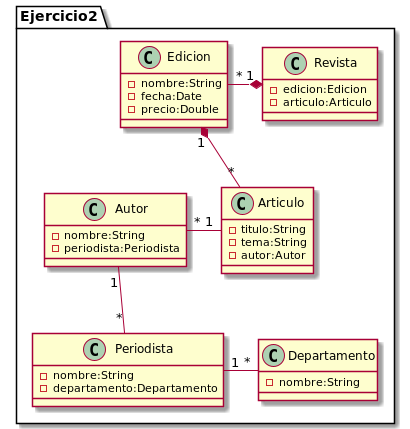 Ejercicio2
C Edicion
nombre:String
fecha:Date
precio:Double
* 1
C Revista
edicion:Edicion
articulo:Articulo
1
*
C Autor
nombre:String
periodista:Periodista
* 1
C Articulo
titulo:String
tema:String
autor:Autor
1
*
C Periodista
nombre:String
departamento:Departamento
1 *
C Departamento
nombre:String